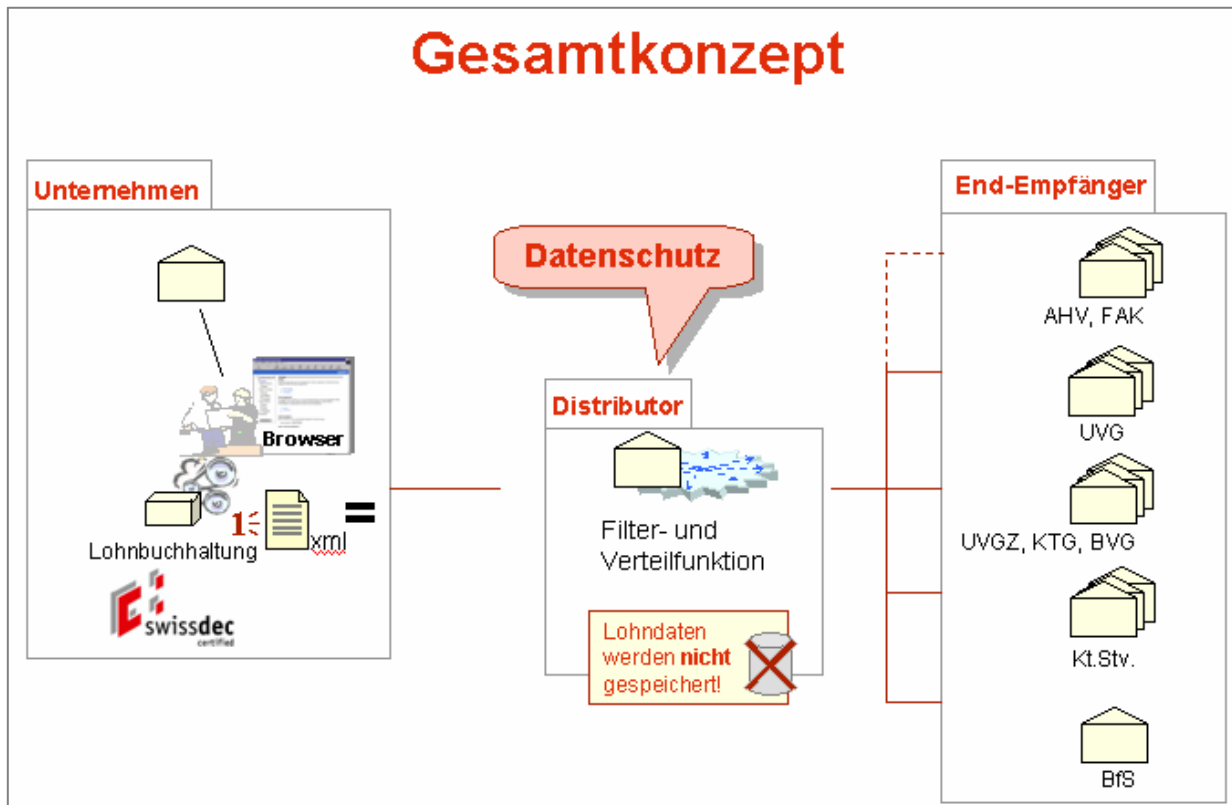 Gesamtkonzept
Unternehmen
Browser
1
xml
=
Lohnbuchhaltung
swissdec
certified
Datenschutz
Distributor
Filter- und
Verteilfunktion
Lohndaten
werden nicht
gespeichert!
End-Empfänger
AHV, FAK
UVG
UVGZ, KTG, BVG
Kt.Stv.
BfS